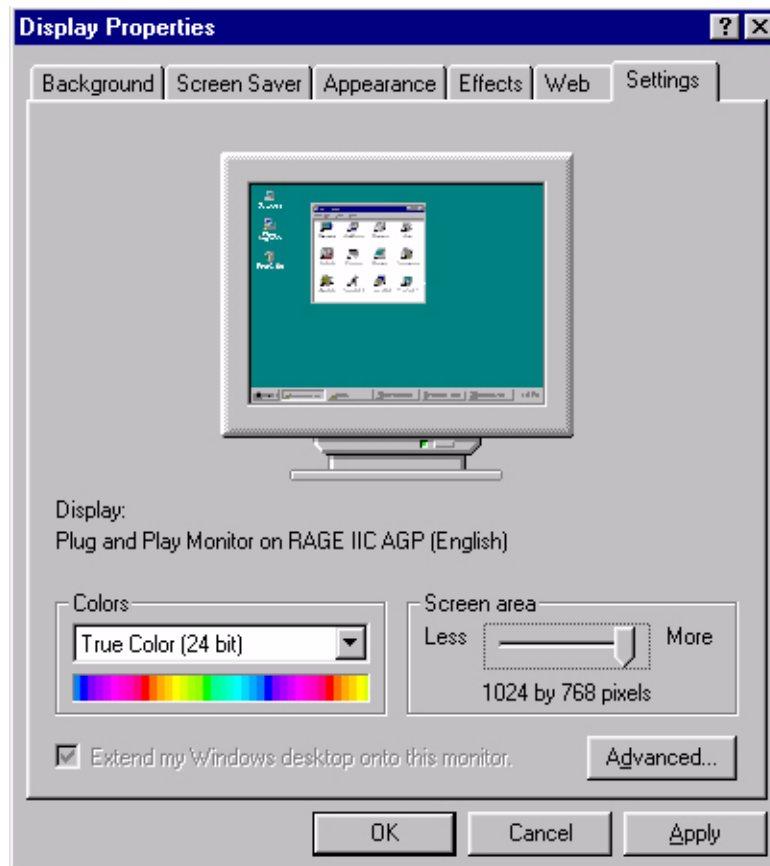 Display Properties
Background Screen Saver Appearance Effects Web Settings
Display:
Plug and Play Monitor on RAGE IIC AGP (English)
Colors
True Color (24 bit)
Screen area
Less More
1024 by 768 pixels
Extend my Windows desktop onto this monitor.
Advanced...
OK Cancel Apply